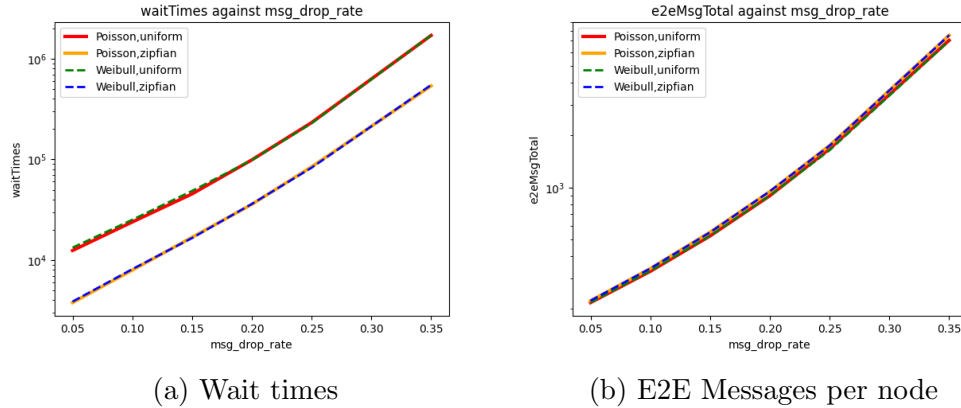 waitTimes against msg_drop_rate
Poisson,uniform
Poisson,zipfian
Weibull,uniform
Weibull,zipfian
10^6
10^5
10^4
waitTimes
0.05 0.10 0.15 0.20 0.25 0.30 0.35
msg_drop_rate
(a) Wait times
e2eMsgTotal against msg_drop_rate
Poisson,uniform
Poisson,zipfian
Weibull,uniform
Weibull,zipfian
10^3
e2eMsgTotal
0.05 0.10 0.15 0.20 0.25 0.30 0.35
msg_drop_rate
(b) E2E Messages per node